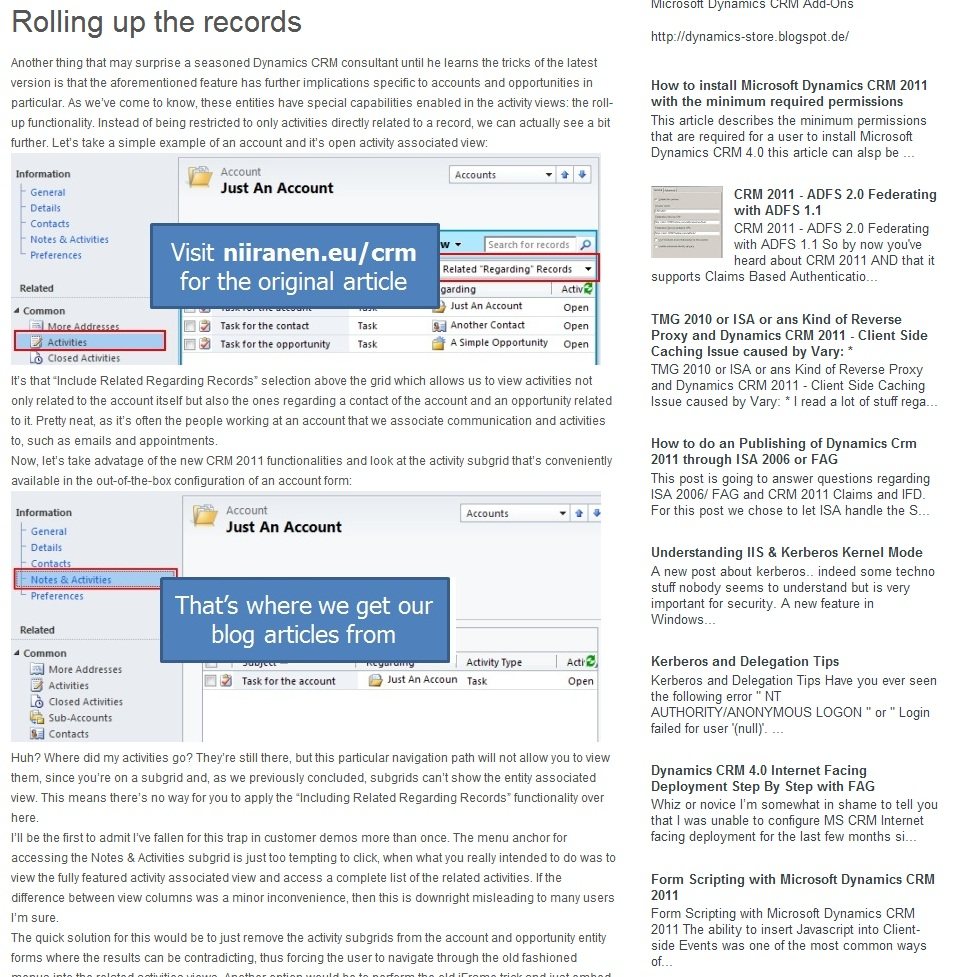 Rolling up the records
Another thing that may surprise a seasoned Dynamics CRM consultant until he learns the tricks of the latest
version is that the aforementioned feature has further implications specific to accounts and opportunities in
particular. As we've come to know, these entities have special capabilities enabled in the activity views: the roll-
up functionality. Instead of being restricted to only activities directly related to a record, we can actually see a bit
further. Let's take a simple example of an account and it's open activity associated view:
Information
General
Details
Contacts
Notes & Activities
Preferences
Related
Common
More Addresses
Activities
Closed Activities
Account
Just An Account
Accounts
Search for records
Related "Regarding" Records
Visit niiranen.eu/crm
for the original article
Just An Account Open
Task for the contact Task Another Contact Open
Task for the opportunity Task A Simple Opportunity Open
It's that “Include Related Regarding Records” selection above the grid which allows us to view activities not
only related to the account itself but also the ones regarding a contact of the account and an opportunity related
to it. Pretty neat, as it's often the people working at an account that we associate communication and activities
to, such as emails and appointments.
Now, let's take advatage of the new CRM 2011 functionalities and look at the activity subgrid that's conveniently
available in the out-of-the-box configuration of an account form:
Information
General
Details
Contacts
Notes & Activities
Preferences
Related
Common
More Addresses
Activities
Closed Activities
Sub-Accounts
Contacts
Account
Just An Account
Accounts
That's where we get our
blog articles from
Subject Regarding Activity Type
Task for the account Just An Accoun Task Open
Huh? Where did my activities go? They're still there, but this particular navigation path will not allow you to view
them, since you're on a subgrid and, as we previously concluded, subgrids can't show the entity associated
view. This means there's no way for you to apply the “Including Related Regarding Records” functionality over
here.
I'll be the first to admit I've fallen for this trap in customer demos more than once. The menu anchor for
accessing the Notes & Activities subgrid is just too tempting to click, when what you really intended to do was to
view the fully featured activity associated view and access a complete list of the related activities. If the
difference between view columns was a minor inconvenience, then this is downright misleading to many users
I'm sure.
The quick solution for this would be to just remove the activity subgrids from the account and opportunity entity
forms where the results can be contradicting, thus forcing the user to navigate through the old fashioned
menus into the related activities views. Another option would be to perform the old iFrame trick and just embed
Microsoft Dynamics CRM Add-Ons
http://dynamics-store.blogspot.de/
How to install Microsoft Dynamics CRM 2011
with the minimum required permissions
This article describes the minimum permissions
that are required for a user to install Microsoft
Dynamics CRM 4.0 this article can alsp be ...
CRM 2011 - ADFS 2.0 Federating
with ADFS 1.1
CRM 2011 - ADFS 2.0 Federating
with ADFS 1.1 So by now you've
heard about CRM 2011 AND that it
supports Claims Based Authenticatio...
TMG 2010 or ISA or ans Kind of Reverse
Proxy and Dynamics CRM 2011 - Client Side
Caching Issue caused by Vary: *
TMG 2010 or ISA or ans Kind of Reverse Proxy
and Dynamics CRM 2011 - Client Side Caching
Issue caused by Vary: * I read a lot of stuff rega...
How to do an Publishing of Dynamics Crm
2011 through ISA 2006 or FAG
This post is going to answer questions regarding
ISA 2006/ FAG and CRM 2011 Claims and IFD.
For this post we chose to let ISA handle the S...
Understanding IIS & Kerberos Kernel Mode
A new post about kerberos.. indeed some techno
stuff nobody seems to understand but is very
important for security. A new feature in
Windows...
Kerberos and Delegation Tips
Kerberos and Delegation Tips Have you ever seen
the following error " NT
AUTHORITY/ANONYMOUS LOGON " or " Login
failed for user '(null)'. ...
Dynamics CRM 4.0 Internet Facing
Deployment Step By Step with FAG
Whiz or novice I'm somewhat in shame to tell you
that I was unable to configure MS CRM Internet
facing deployment for the last few months si...
Form Scripting with Microsoft Dynamics CRM
2011
Form Scripting with Microsoft Dynamics CRM
2011 The ability to insert Javascript into Client-
side Events was one of the most common ways
of...